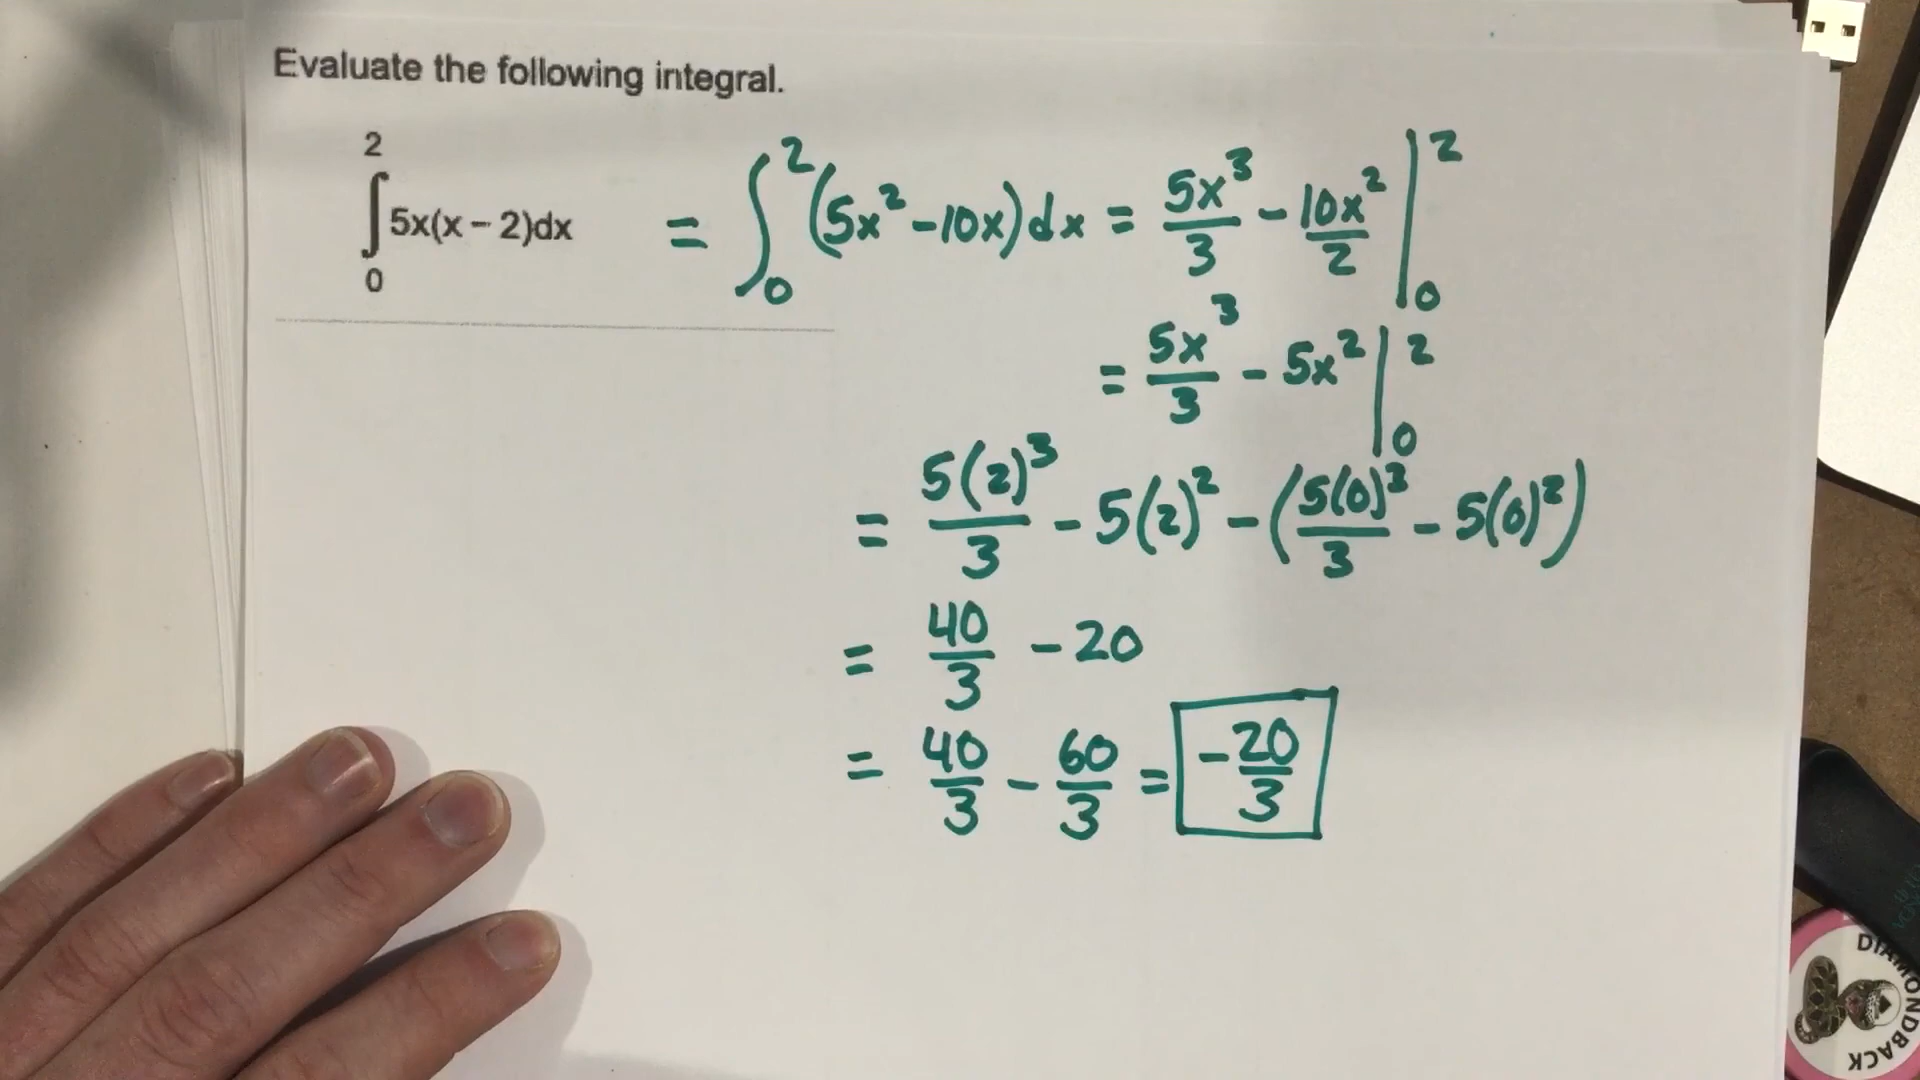 Evaluate the following integral.
∫₀² 5x(x – 2)dx = ∫₀² (5x² – 10x) dx = 5x³/3 – 10x²/2 |₀²
= 5x³/3 – 5x² |₀²
= 5(2)³/3 – 5(2)² – (5(0)³/3 – 5(0)²)
= 40/3 – 20
= 40/3 – 60/3 = –20/3
DIAMONDBACK